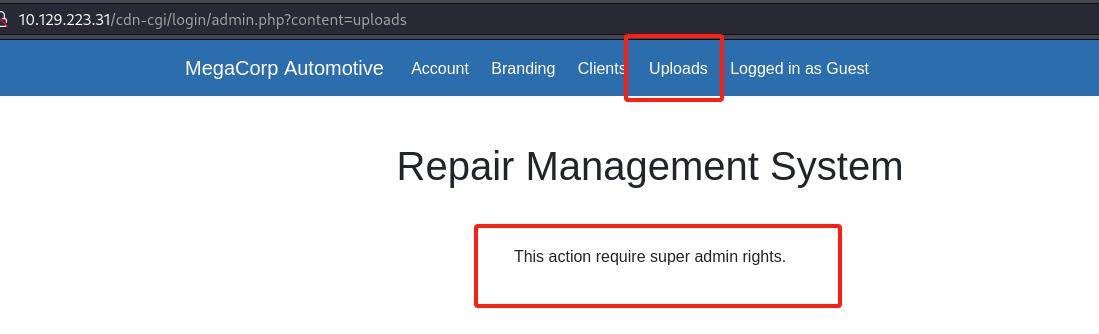 10.129.223.31/cdn-cgi/login/admin.php?content=uploads
MegaCorp Automotive Account Branding Clients Uploads Logged in as Guest
Repair Management System
This action require super admin rights.